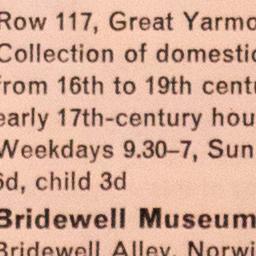 Row 117, Great Yarmo
Collection of domestic
from 16th to 19th centu
early 17th-century hou
Weekdays 9.30–7, Sun
6d, child 3d
Bridewell Museum
Bridewell Alley, Norwi